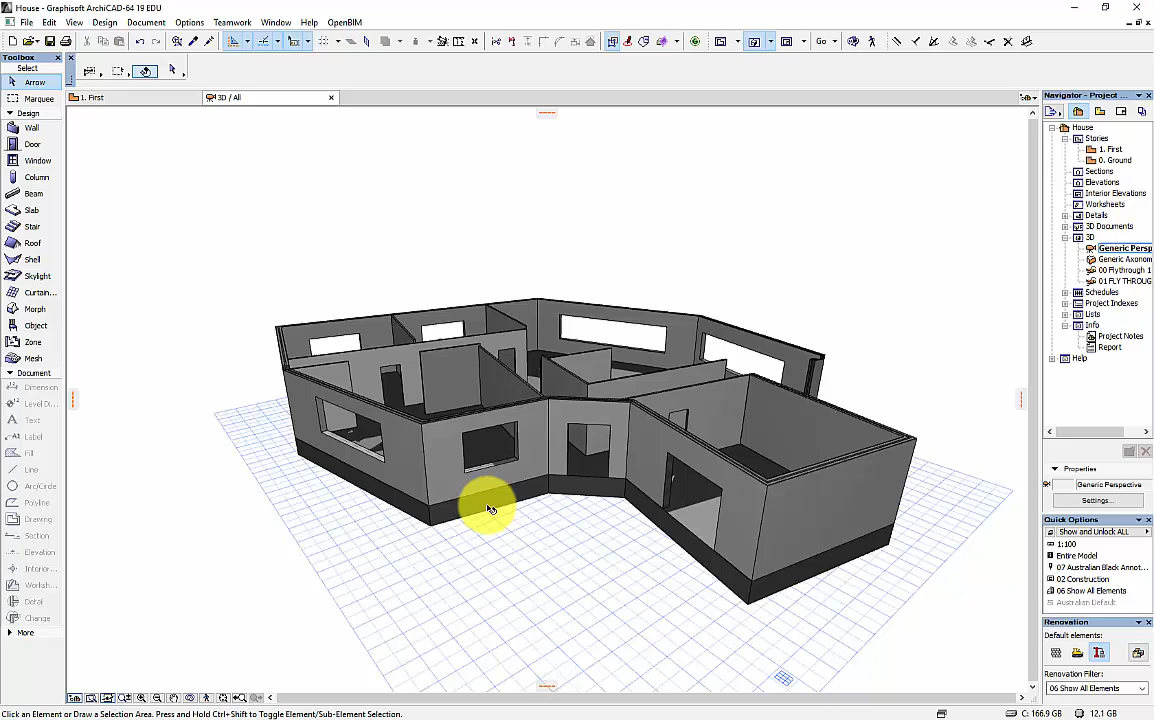 House - Graphisoft ArchiCAD-64 19 EDU
File Edit View Design Document Options Teamwork Window Help OpenBIM
Go
Toolbox
Select
Arrow
Marquee
Design
Wall
Door
Window
Column
Beam
Slab
Stair
Roof
Shell
Skylight
Curtain...
Morph
Object
Zone
Mesh
Document
Dimension
Level Di...
Text
Label
Fill
Line
Arc/Circle
Polyline
Drawing
Section
Elevation
Interior...
Worksh...
Detail
Change
More
1. First
3D / All
Navigator - Project ...
House
Stories
1. First
0. Ground
Sections
Elevations
Interior Elevations
Worksheets
Details
3D Documents
3D
Generic Persp
Generic Axonom
00 Flythrough 1
01 FLY THROUG
Schedules
Project Indexes
Lists
Info
Project Notes
Report
Help
Properties
Generic Perspective
Settings...
Quick Options
Show and Unlock ALL
1:100
Entire Model
07 Australian Black Annot...
02 Construction
06 Show All Elements
Australian Default
Renovation
Default elements:
Renovation Filter:
06 Show All Elements
Click an Element or Draw a Selection Area. Press and Hold Ctrl+Shift to Toggle Element/Sub-Element Selection.
C: 166.9 GB
12.1 GB